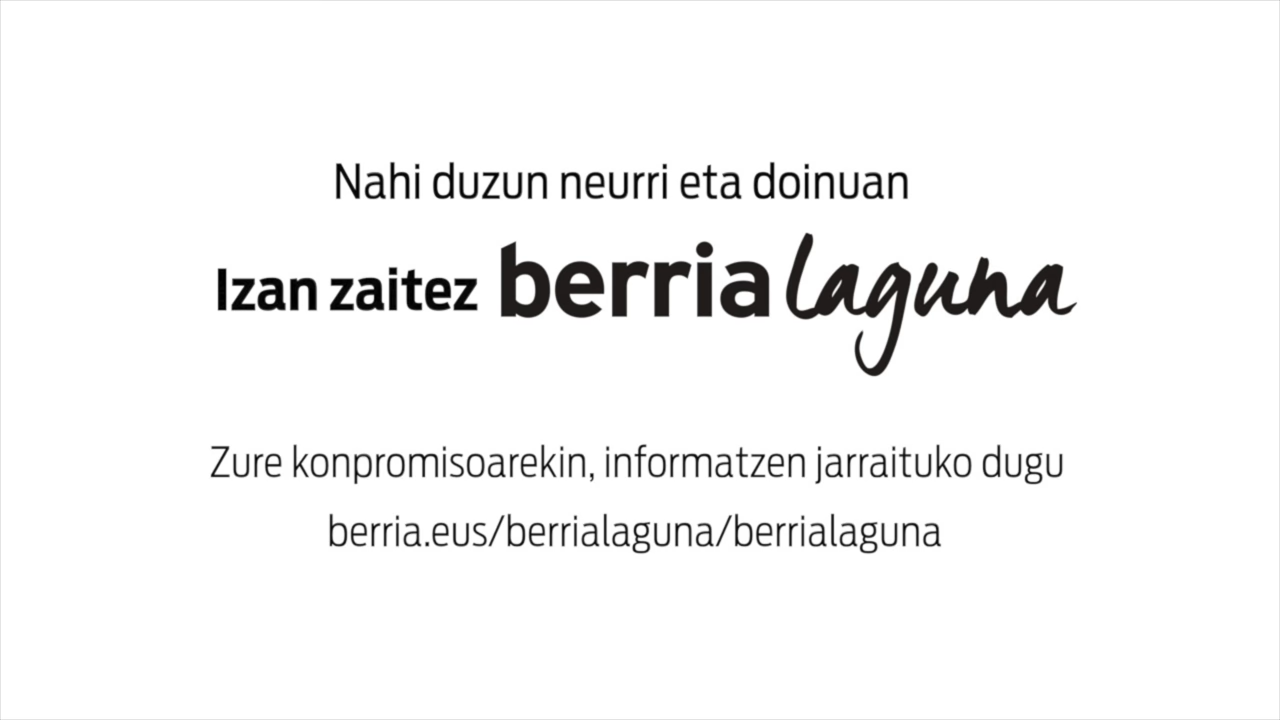 Nahi duzun neurri eta doinuan
Izan zaitez berria laguna
Zure konpromisoarekin, informatzen jarraituko dugu
berria.eus/berrialaguna/berrialaguna